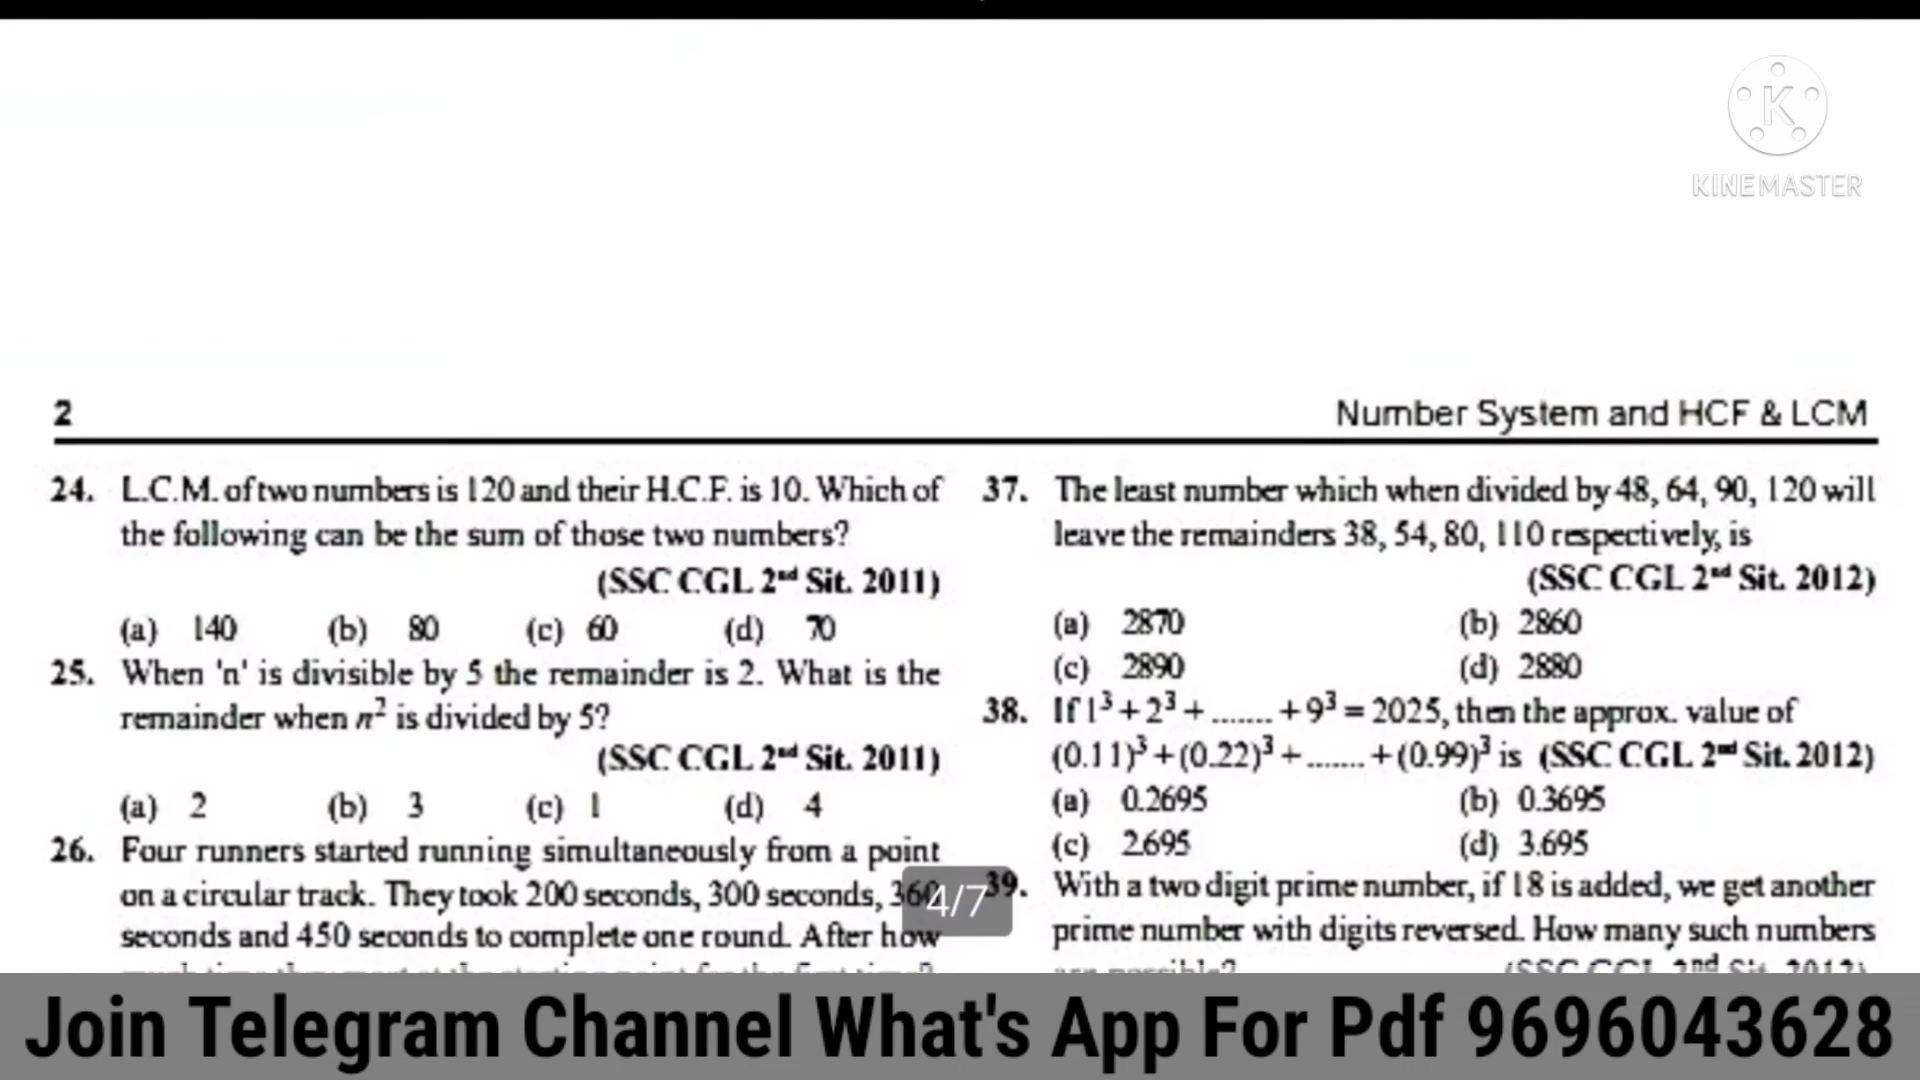 KINEMASTER
2
Number System and HCF & LCM
24. L.C.M. of two numbers is 120 and their H.C.F. is 10. Which of
the following can be the sum of those two numbers?
(SSC CGL 2nd Sit. 2011)
(a) 140 (b) 80 (c) 60 (d) 70
25. When 'n' is divisible by 5 the remainder is 2. What is the
remainder when n² is divided by 5?
(SSC CGL 2nd Sit. 2011)
(a) 2 (b) 3 (c) 1 (d) 4
26. Four runners started running simultaneously from a point
on a circular track. They took 200 seconds, 300 seconds, 360
seconds and 450 seconds to complete one round. After how
37. The least number which when divided by 48, 64, 90, 120 will
leave the remainders 38, 54, 80, 110 respectively, is
(SSC CGL 2nd Sit. 2012)
(a) 2870 (b) 2860
(c) 2890 (d) 2880
38. If 1³ + 2³ + ....... + 9³ = 2025, then the approx. value of
(0.11)³ + (0.22)³ + ....... + (0.99)³ is (SSC CGL 2nd Sit. 2012)
(a) 0.2695 (b) 0.3695
(c) 2.695 (d) 3.695
39. With a two digit prime number, if 18 is added, we get another
prime number with digits reversed. How many such numbers
4/7
Join Telegram Channel What's App For Pdf 9696043628